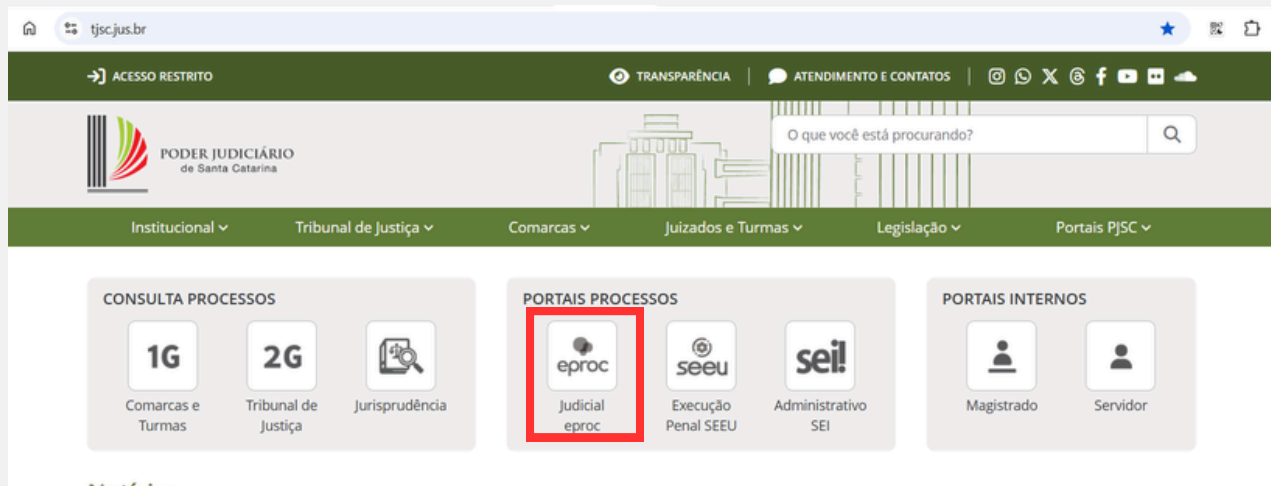 tjsc.jus.br
ACESSO RESTRITO
TRANSPARÊNCIA
ATENDIMENTO E CONTATOS
PODER JUDICIÁRIO
de Santa Catarina
O que você está procurando?
Institucional
Tribunal de Justiça
Comarcas
Juizados e Turmas
Legislação
Portais PJSC
CONSULTA PROCESSOS
1G
Comarcas e
Turmas
2G
Tribunal de
Justiça
Jurisprudência
PORTAIS PROCESSOS
eproc
Judicial
eproc
seeu
Execução
Penal SEEU
sei!
Administrativo
SEI
PORTAIS INTERNOS
Magistrado
Servidor